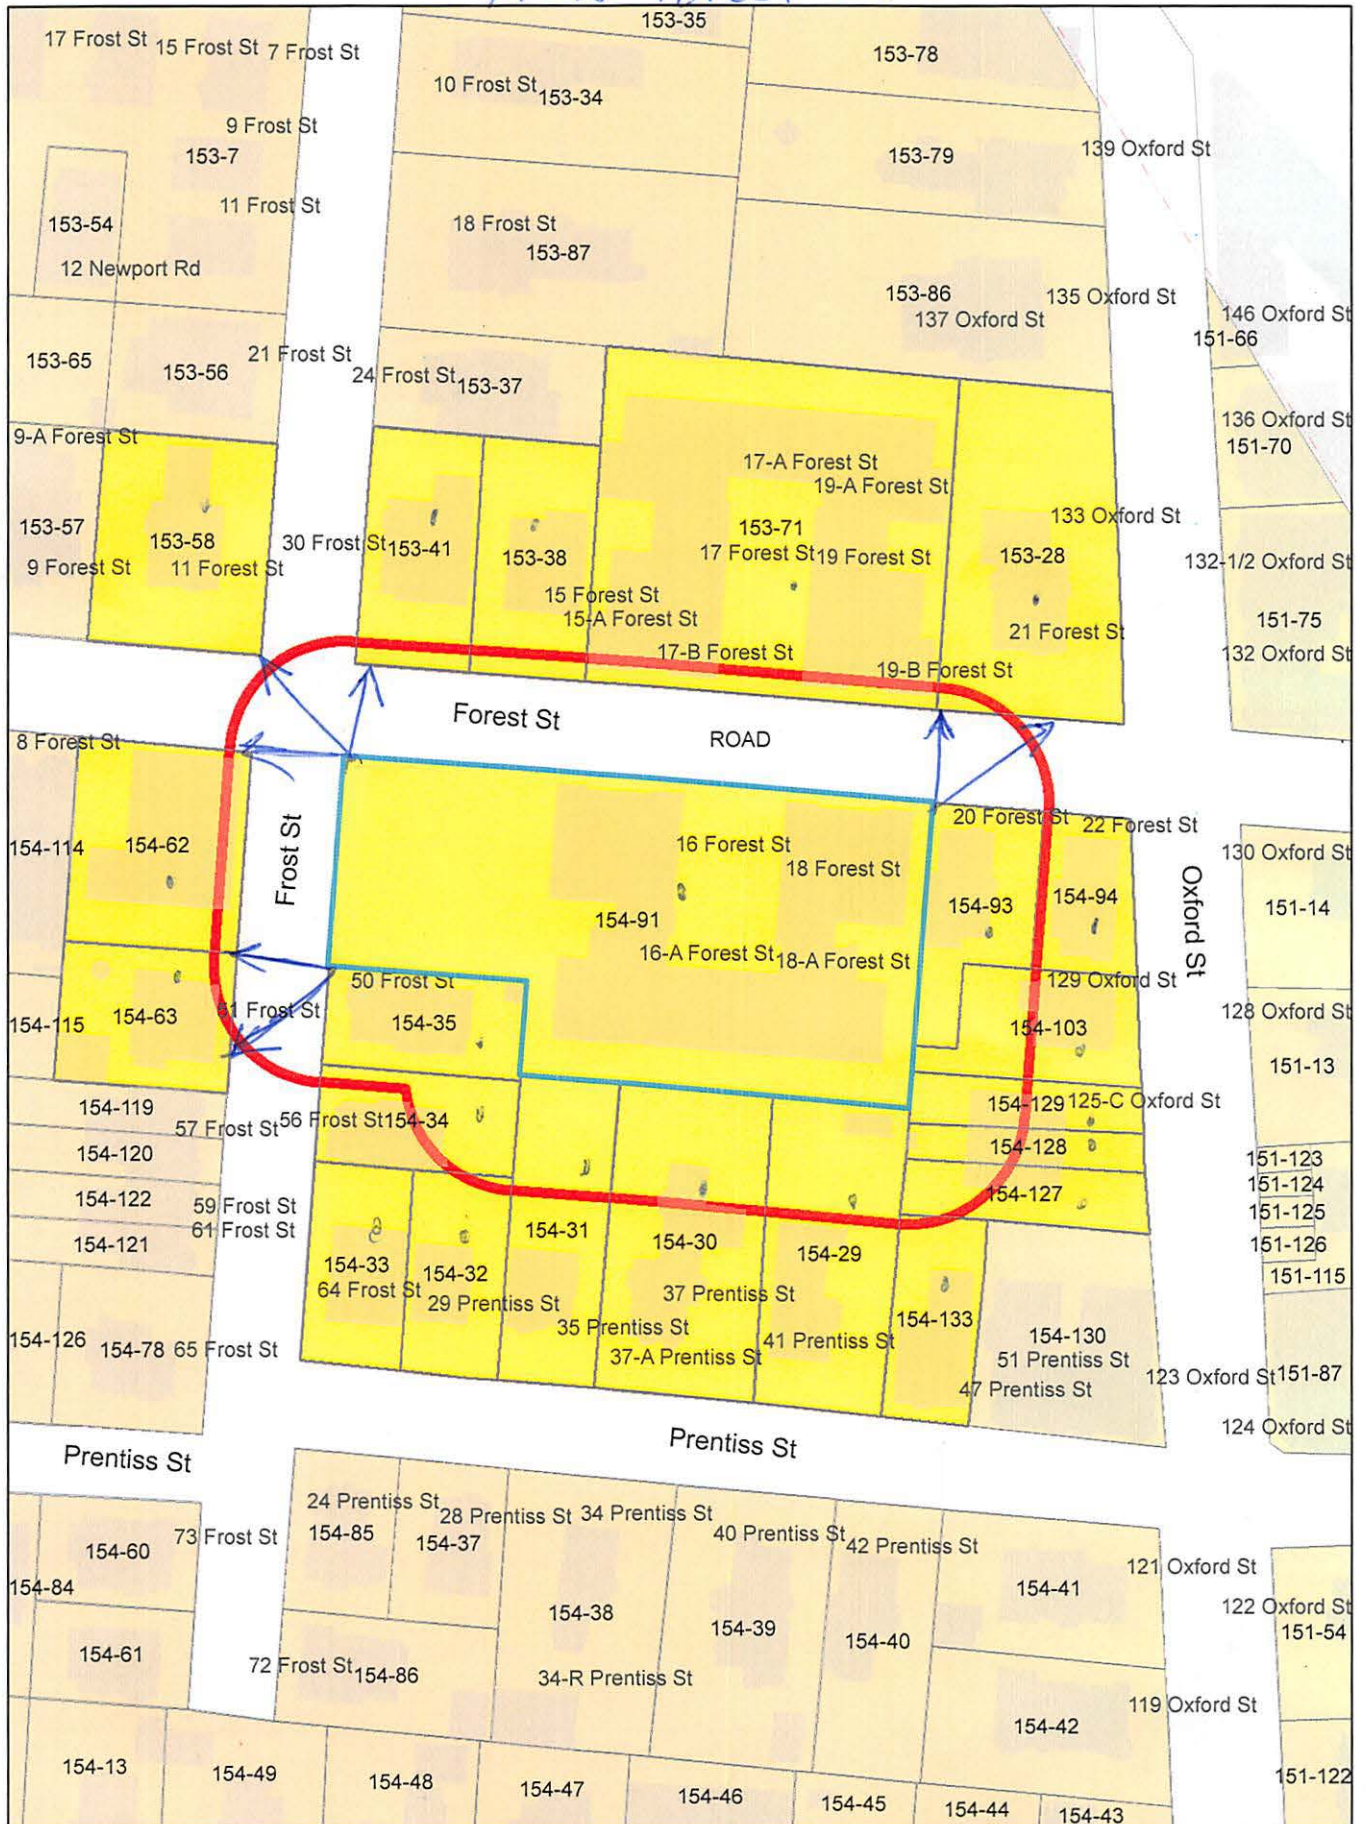 153-35
17 Frost St 15 Frost St 7 Frost St
153-78
10 Frost St 153-34
9 Frost St
153-7
153-79
139 Oxford St
11 Frost St
153-54
18 Frost St
153-87
12 Newport Rd
153-86
135 Oxford St
137 Oxford St
146 Oxford St
151-66
21 Frost St
153-65
153-56
24 Frost St 153-37
136 Oxford St
151-70
9-A Forest St
17-A Forest St
19-A Forest St
133 Oxford St
153-57
153-58
30 Frost St 153-41
153-38
153-71
17 Forest St 19 Forest St
153-28
132-1/2 Oxford St
9 Forest St
11 Forest St
15 Forest St
15-A Forest St
151-75
21 Forest St
17-B Forest St
132 Oxford St
19-B Forest St
Forest St
ROAD
8 Forest St
20 Forest St
22 Forest St
154-114
154-62
Frost St
16 Forest St
18 Forest St
130 Oxford St
Oxford St
154-91
154-93
154-94
151-14
16-A Forest St 18-A Forest St
50 Frost St
129 Oxford St
154-115
154-63
51 Frost St
154-35
154-103
128 Oxford St
151-13
154-119
57 Frost St 56 Frost St 154-34
154-129 125-C Oxford St
154-120
154-128
151-123
151-124
154-122
59 Frost St
154-127
151-125
61 Frost St
154-121
154-31
154-30
154-29
151-126
154-33
154-32
151-115
64 Frost St
29 Prentiss St
37 Prentiss St
154-133
154-126
154-78 65 Frost St
35 Prentiss St
41 Prentiss St
154-130
37-A Prentiss St
51 Prentiss St
123 Oxford St 151-87
47 Prentiss St
124 Oxford St
Prentiss St
Prentiss St
24 Prentiss St
28 Prentiss St 34 Prentiss St
154-60
73 Frost St
154-85
154-37
40 Prentiss St
42 Prentiss St
121 Oxford St
154-84
154-41
122 Oxford St
154-38
154-39
154-40
151-54
154-61
72 Frost St 154-86
34-R Prentiss St
119 Oxford St
154-42
154-13
154-49
154-48
154-47
154-46
154-45
154-44
154-43
151-122